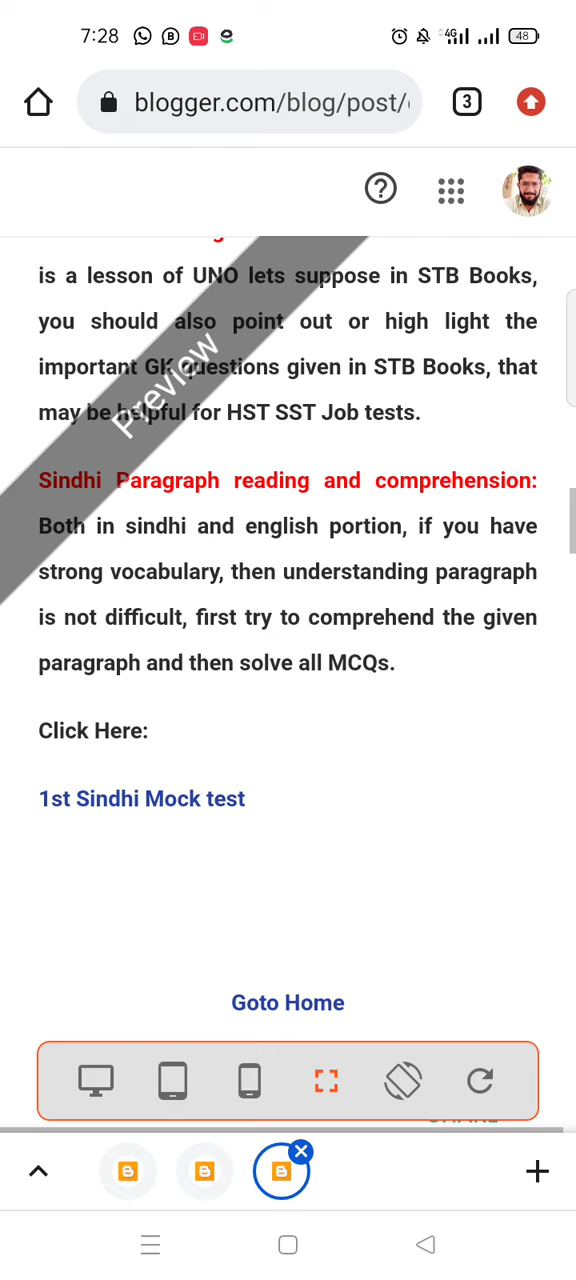 7:28
4G
48
blogger.com/blog/post/
3
is a lesson of UNO lets suppose in STB Books,
you should also point out or high light the
important GK questions given in STB Books, that
may be helpful for HST SST Job tests.
Preview
Sindhi Paragraph reading and comprehension:
Both in sindhi and english portion, if you have
strong vocabulary, then understanding paragraph
is not difficult, first try to comprehend the given
paragraph and then solve all MCQs.
Click Here:
1st Sindhi Mock test
Goto Home